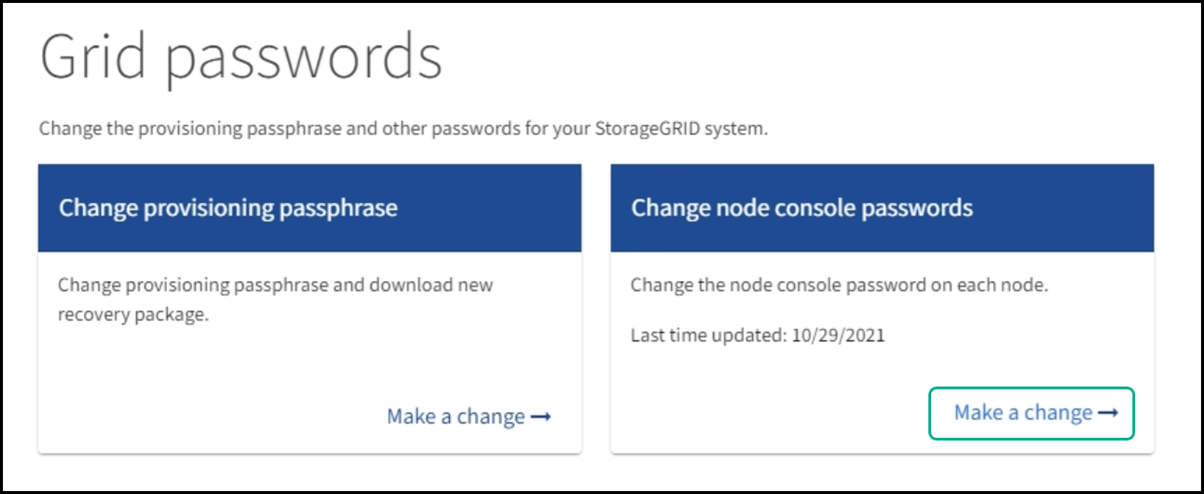 Grid passwords
Change the provisioning passphrase and other passwords for your StorageGRID system.
Change provisioning passphrase
Change provisioning passphrase and download new
recovery package.
Make a change →
Change node console passwords
Change the node console password on each node.
Last time updated: 10/29/2021
Make a change →